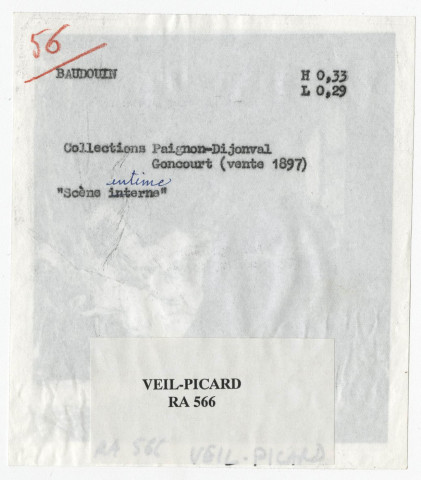 56
BAUDOUIN
H 0,33
L 0,29
Collections Paignon-Dijonval
Goncourt (vente 1897)
intime
"Scène interne"
VEIL-PICARD
RA 566
RA 566 VEIL-PICARD